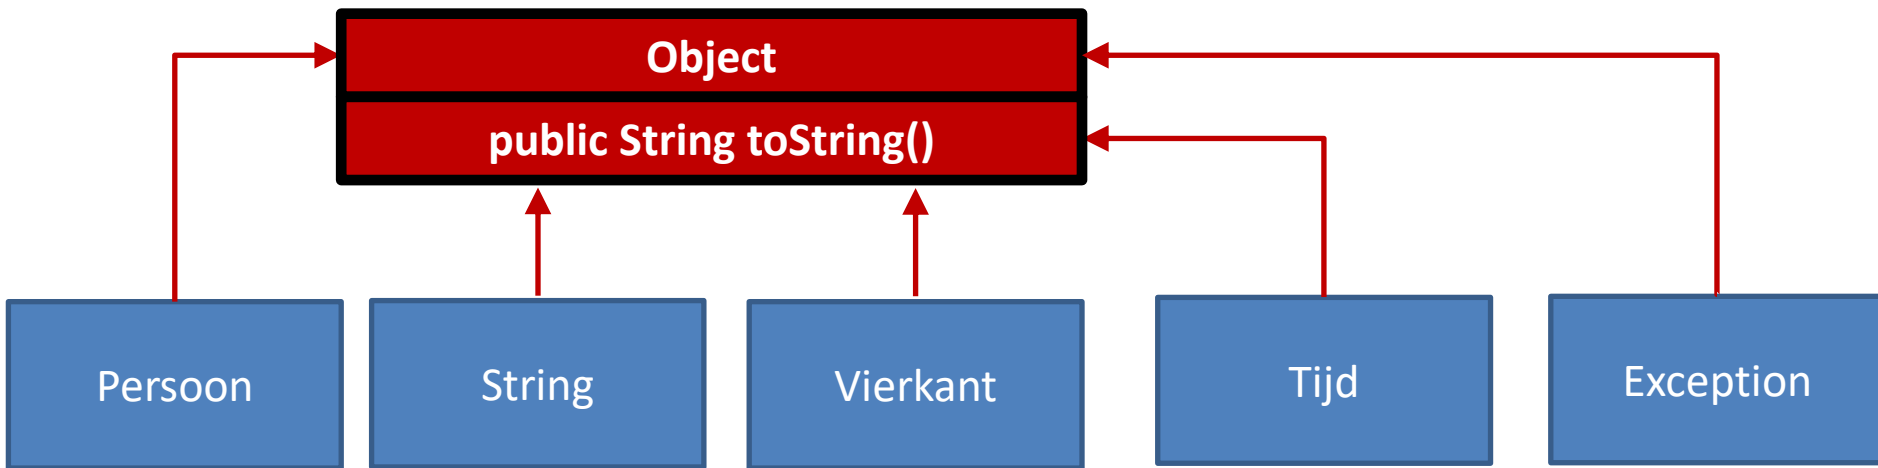 Object
public String toString()
Persoon
String
Vierkant
Tijd
Exception